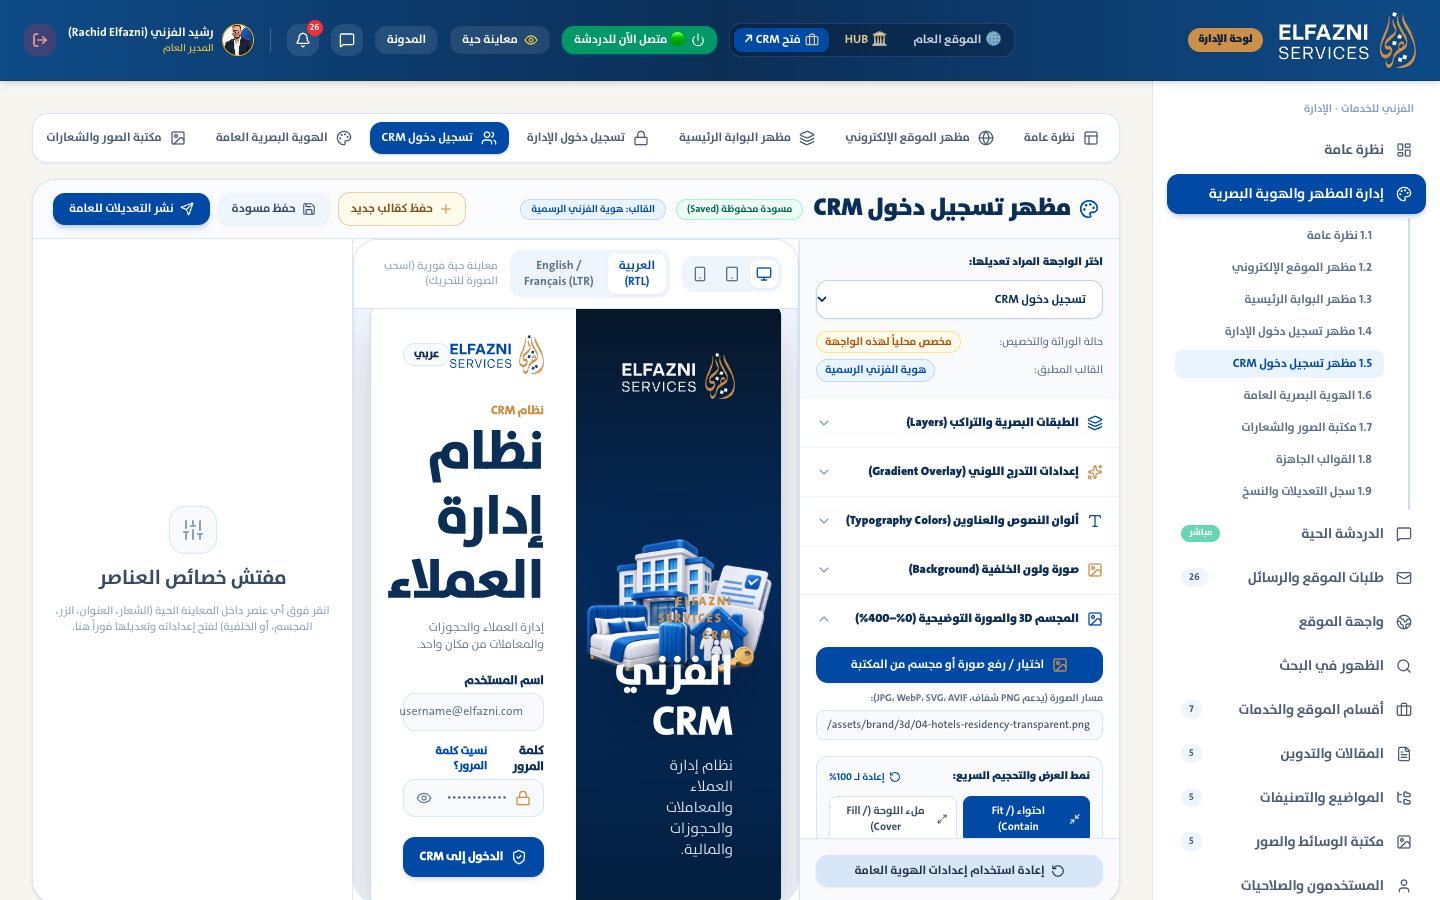 ELFAZNI
SERVICES
لوحة الإدارة
الموقع العام
HUB
فتح CRM ↗
متصل الآن للدردشة
معاينة حية
المدونة
26
رشيد الفزني (Rachid Elfazni)
المدير العام
الفزني للخدمات · الإدارة
نظرة عامة
إدارة المظهر والهوية البصرية
1.1 نظرة عامة
1.2 مظهر الموقع الإلكتروني
1.3 مظهر البوابة الرئيسية
1.4 مظهر تسجيل دخول الإدارة
1.5 مظهر تسجيل دخول CRM
1.6 الهوية البصرية العامة
1.7 مكتبة الصور والشعارات
1.8 القوالب الجاهزة
1.9 سجل التعديلات والنسخ
الدردشة الحية
مباشر
طلبات الموقع والرسائل
26
واجهة الموقع
الظهور في البحث
أقسام الموقع والخدمات
7
المقالات والتدوين
5
المواضيع والتصنيفات
5
مكتبة الوسائط والصور
5
المستخدمون والصلاحيات
نظرة عامة
مظهر الموقع الإلكتروني
مظهر البوابة الرئيسية
تسجيل دخول الإدارة
تسجيل دخول CRM
الهوية البصرية العامة
مكتبة الصور والشعارات
مظهر تسجيل دخول CRM
مسودة محفوظة (Saved)
القالب: هوية الفزني الرسمية
حفظ كقالب جديد
حفظ مسودة
نشر التعديلات للعامة
اختر الواجهة المراد تعديلها:
تسجيل دخول CRM
حالة الوراثة والتخصيص:
مخصص محلياً لهذه الواجهة
القالب المطبق:
هوية الفزني الرسمية
الطبقات البصرية والتراكب (Layers)
إعدادات التدرج اللوني (Gradient Overlay)
ألوان النصوص والعناوين (Typography Colors)
صورة ولون الخلفية (Background)
المجسم 3D والصورة التوضيحية (0%–400%)
اختيار / رفع صورة أو مجسم من المكتبة
مسار الصورة (يدعم PNG شفاف، JPG، WebP، SVG، AVIF):
/assets/brand/3d/04-hotels-residency-transparent.png
نمط العرض والتحجيم السريع:
إعادة لـ 100%
احتواء (Fit /
Contain)
ملء اللوحة (Fill /
Cover)
إعادة استخدام إعدادات الهوية العامة
العربية
(RTL)
English /
Français (LTR)
معاينة حية فورية (اسحب
الصورة للتحريك)
ELFAZNI
SERVICES
ELFAZNI
SERVICES ·
CRM
الفزني
CRM
نظام إدارة
العملاء
والمعاملات
والحجوزات
والمالية.
ELFAZNI
SERVICES
عربي
نظام CRM
نظام
إدارة
العملاء
إدارة العملاء والحجوزات
والمعاملات من مكان واحد.
اسم المستخدم
username@elfazni.com
كلمة
المرور
نسيت كلمة
المرور؟
••••••••••••
الدخول إلى CRM
مفتش خصائص العناصر
انقر فوق أي عنصر داخل المعاينة الحية (الشعار، العنوان، الزر،
المجسم، أو الخلفية) لفتح إعداداته وتعديلها فوراً هنا.